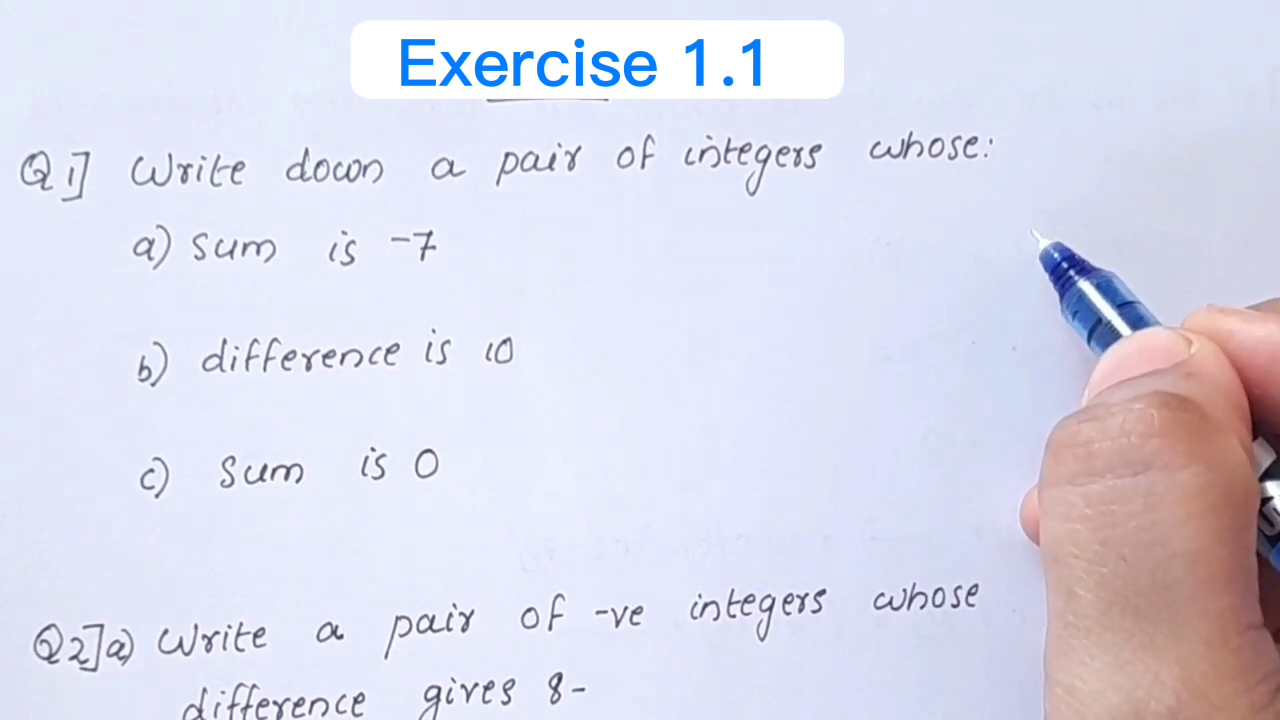 Exercise 1.1
Q1] Write down a pair of integers whose:
a) sum is -7
b) difference is 10
c) sum is 0
Q2]a) Write a pair of -ve integers whose
difference gives 8-